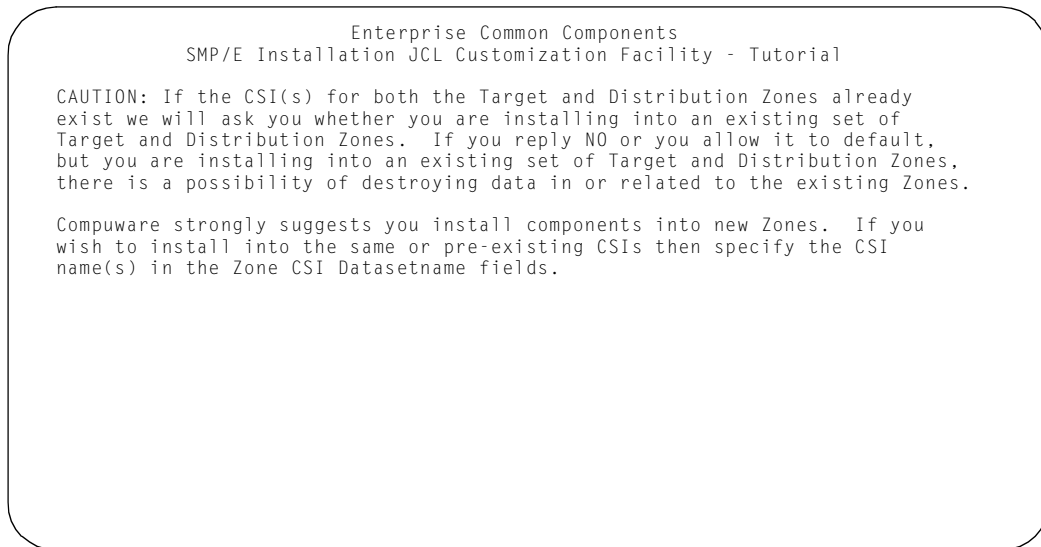 Enterprise Common Components
SMP/E Installation JCL Customization Facility - Tutorial
CAUTION: If the CSI(s) for both the Target and Distribution Zones already
exist we will ask you whether you are installing into an existing set of
Target and Distribution Zones.  If you reply NO or you allow it to default,
but you are installing into an existing set of Target and Distribution Zones,
there is a possibility of destroying data in or related to the existing Zones.
Compuware strongly suggests you install components into new Zones.  If you
wish to install into the same or pre-existing CSIs then specify the CSI
name(s) in the Zone CSI Datasetname fields.